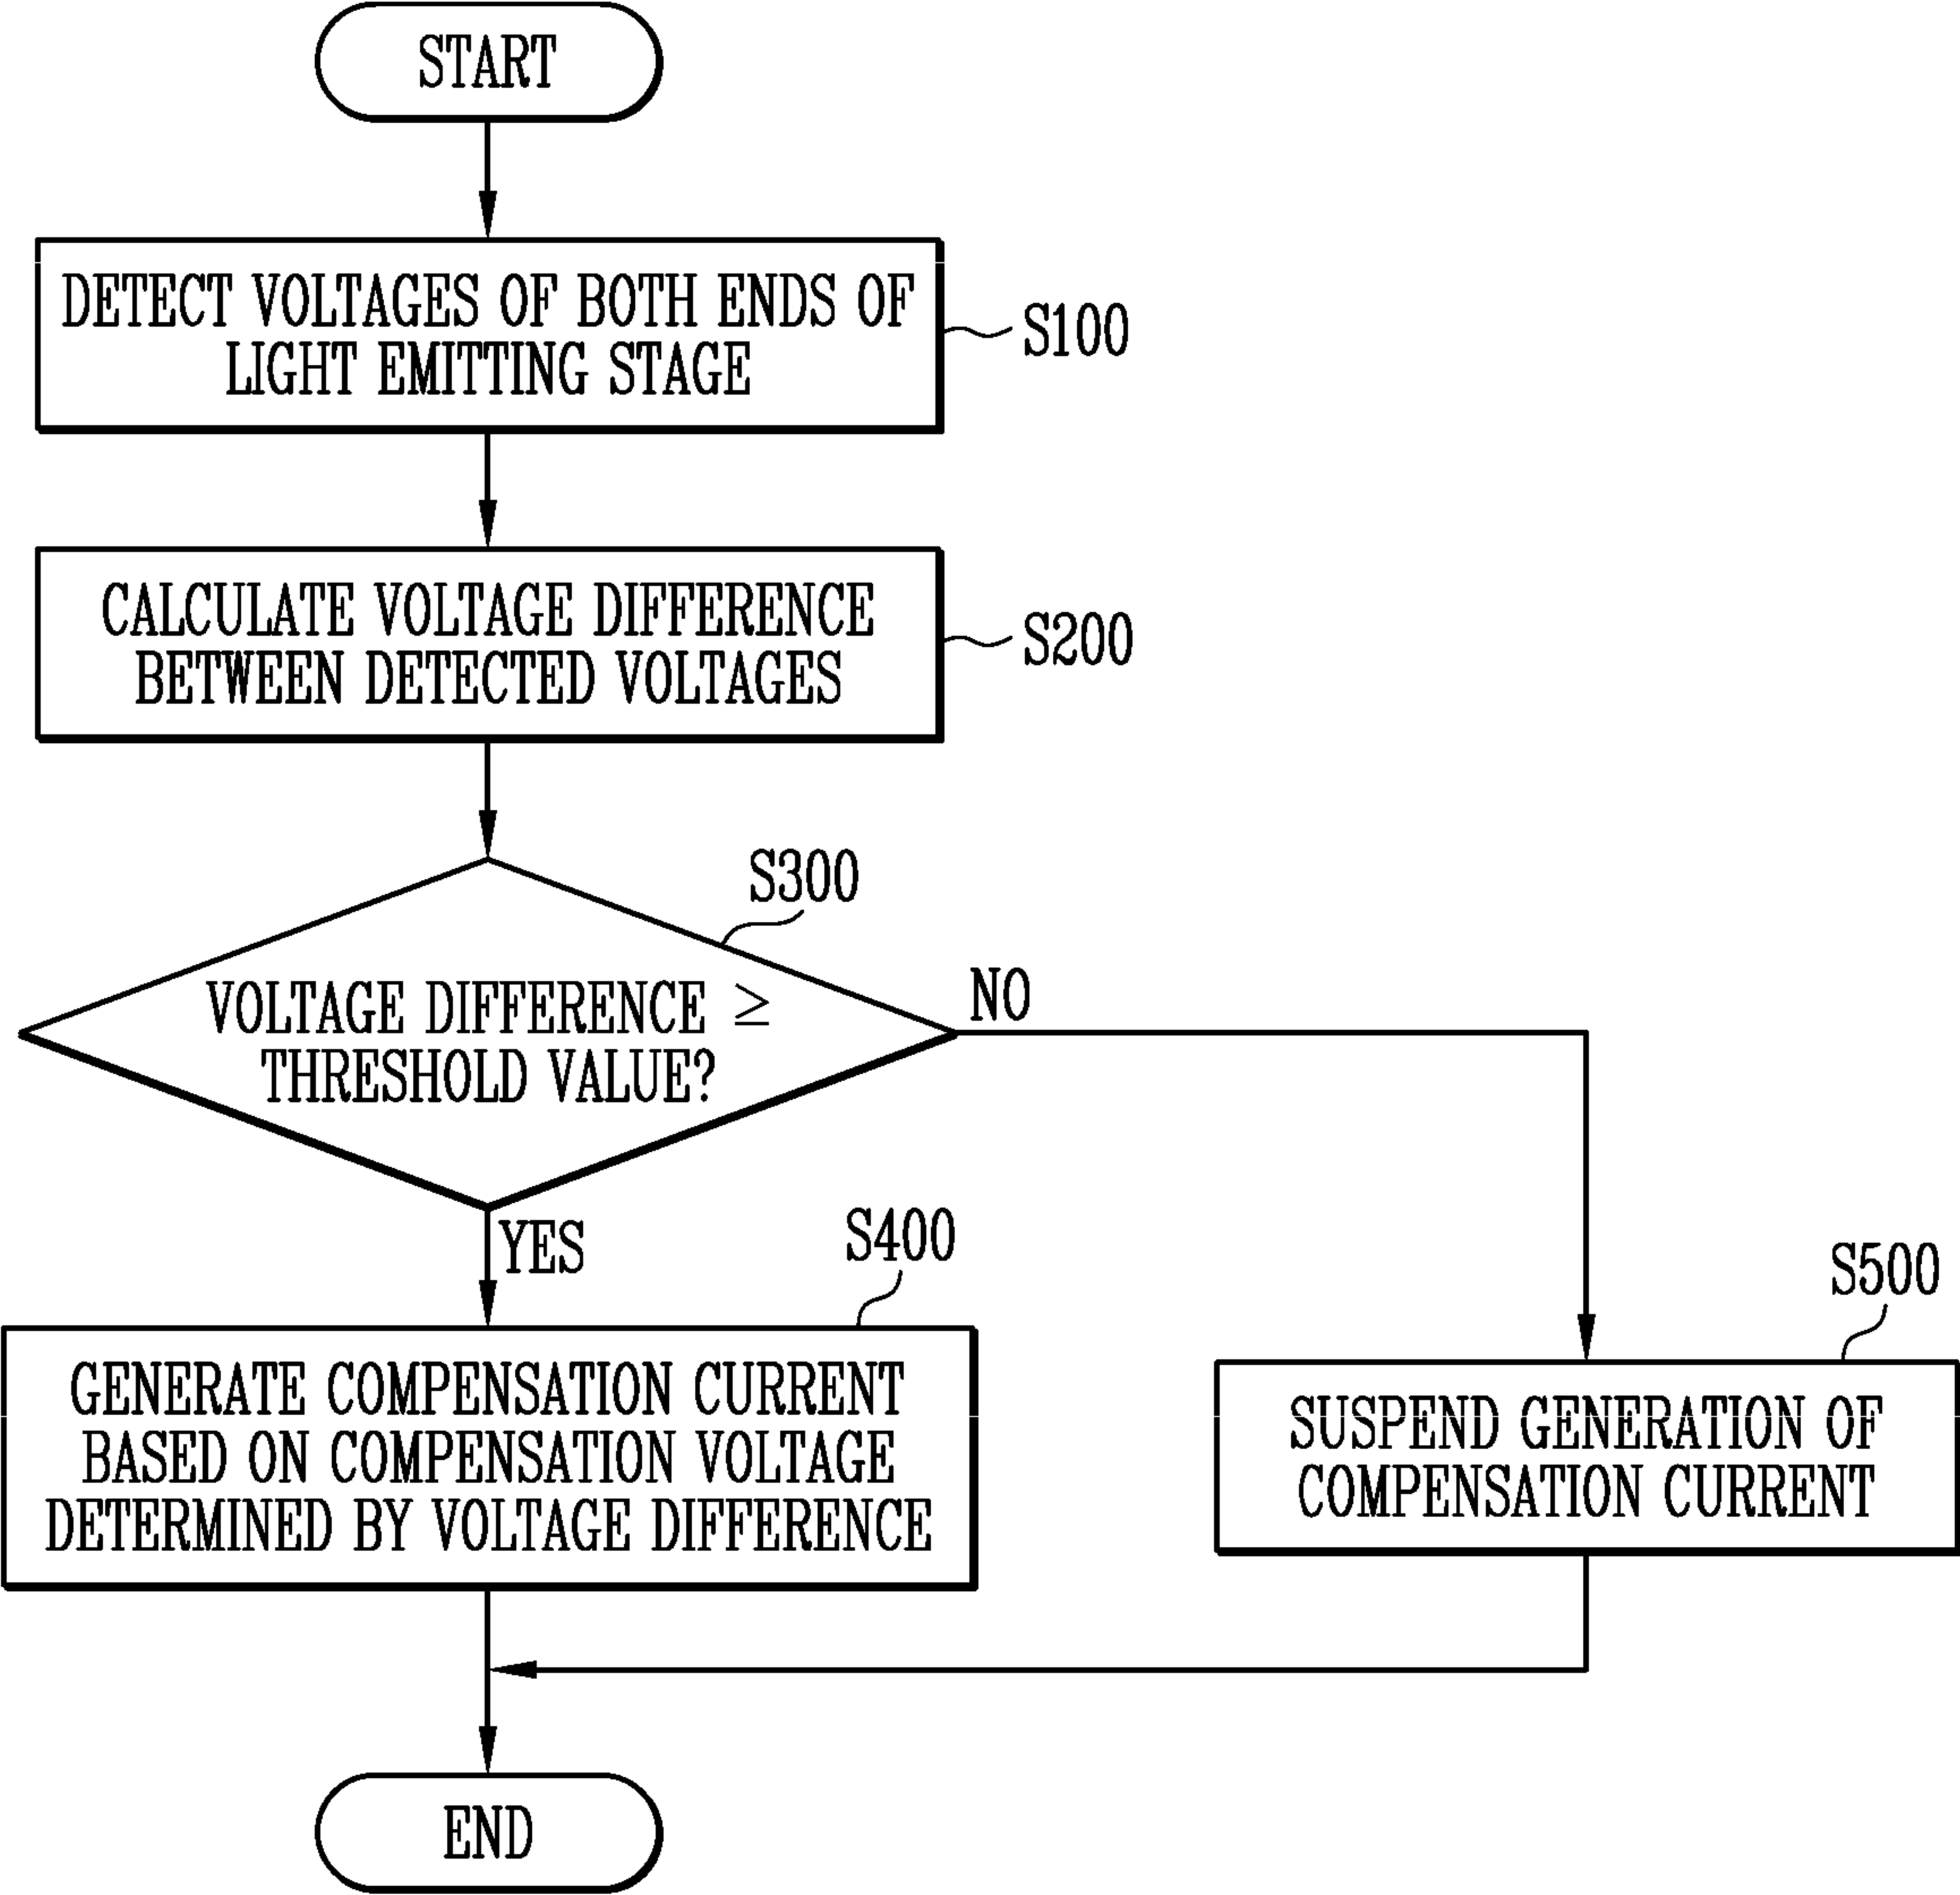 START
DETECT VOLTAGES OF BOTH ENDS OF
LIGHT EMITTING STAGE
S100
CALCULATE VOLTAGE DIFFERENCE
BETWEEN DETECTED VOLTAGES
S200
S300
VOLTAGE DIFFERENCE ≥
THRESHOLD VALUE?
NO
YES
S400
GENERATE COMPENSATION CURRENT
BASED ON COMPENSATION VOLTAGE
DETERMINED BY VOLTAGE DIFFERENCE
S500
SUSPEND GENERATION OF
COMPENSATION CURRENT
END